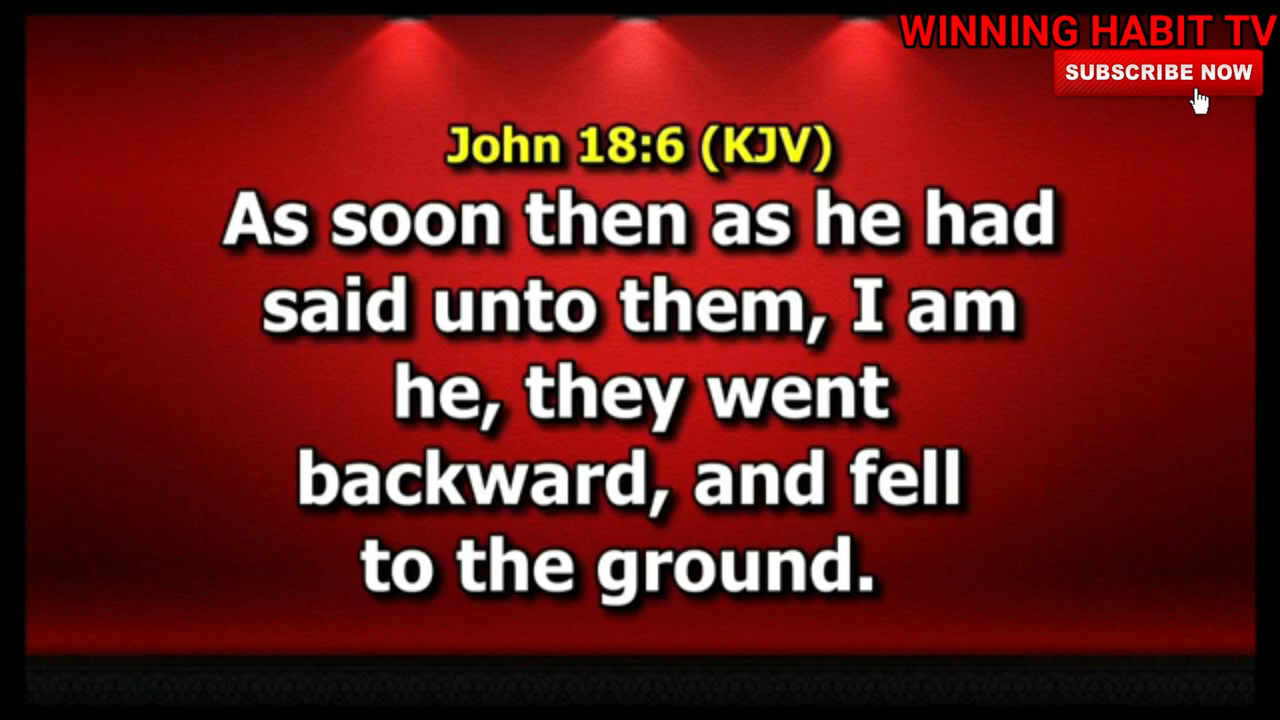 WINNING HABIT TV
SUBSCRIBE NOW
John 18:6 (KJV)
As soon then as he had
said unto them, I am
he, they went
backward, and fell
to the ground.